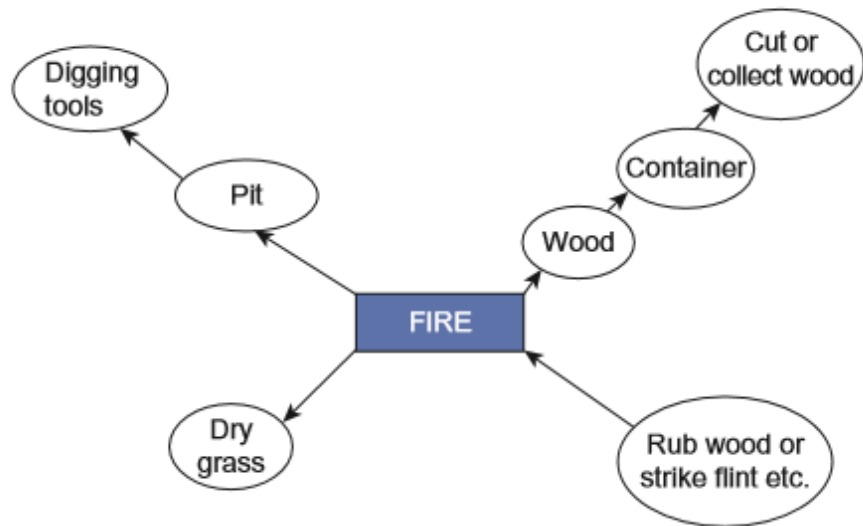 Cut or
collect wood
Digging
tools
Container
Pit
Wood
FIRE
Dry
grass
Rub wood or
strike flint etc.